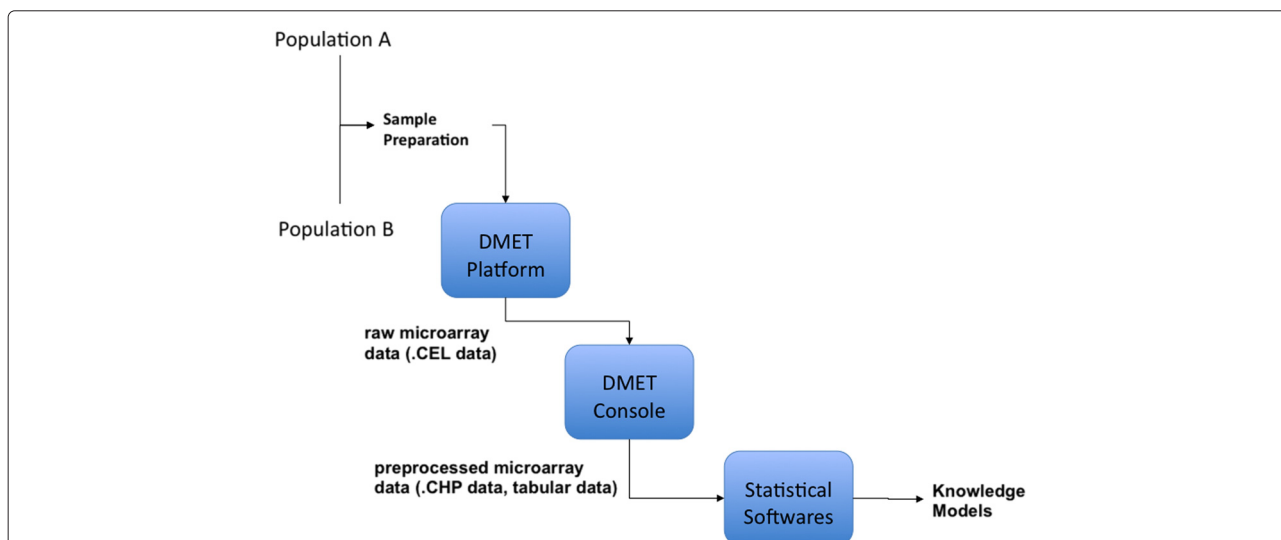 Population A
Sample
Preparation
Population B
DMET
Platform
raw microarray
data (.CEL data)
DMET
Console
preprocessed microarray
data (.CHP data, tabular data)
Statistical
Softwares
Knowledge
Models